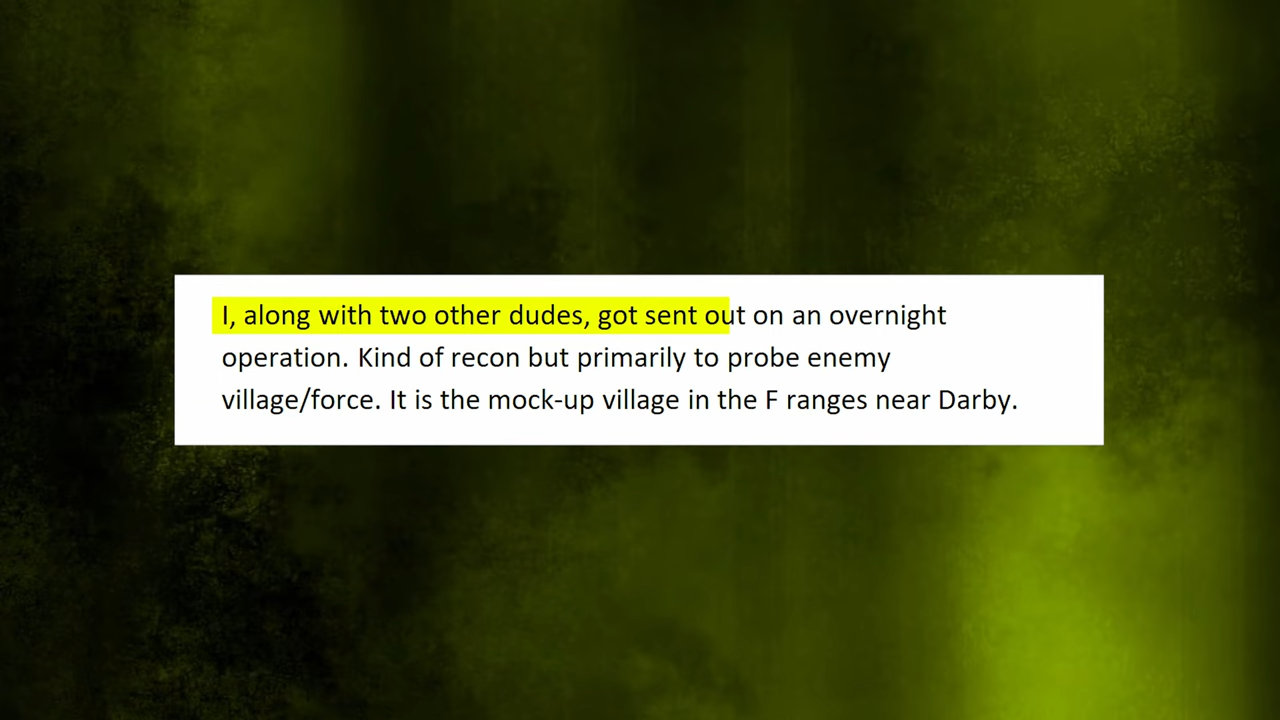 I, along with two other dudes, got sent out on an overnight
operation. Kind of recon but primarily to probe enemy
village/force. It is the mock-up village in the F ranges near Darby.